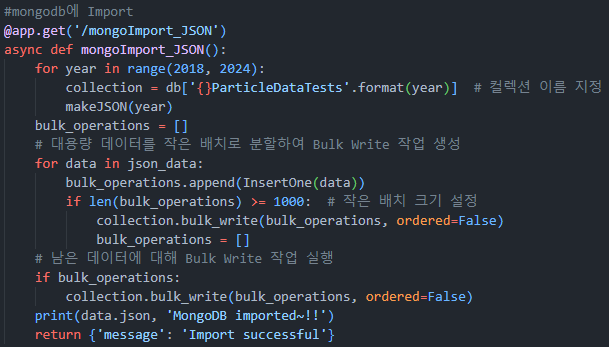 #mongodb에 Import
@app.get('/mongoImport_JSON')
async def mongoImport_JSON():
    for year in range(2018, 2024):
        collection = db['{}ParticleDataTests'.format(year)]  # 컬렉션 이름 지정
        makeJSON(year)
    bulk_operations = []
    # 대용량 데이터를 작은 배치로 분할하여 Bulk Write 작업 생성
    for data in json_data:
        bulk_operations.append(InsertOne(data))
        if len(bulk_operations) >= 1000:  # 작은 배치 크기 설정
            collection.bulk_write(bulk_operations, ordered=False)
            bulk_operations = []
    # 남은 데이터에 대해 Bulk Write 작업 실행
    if bulk_operations:
        collection.bulk_write(bulk_operations, ordered=False)
    print(data.json, 'MongoDB imported~!!')
    return {'message': 'Import successful'}